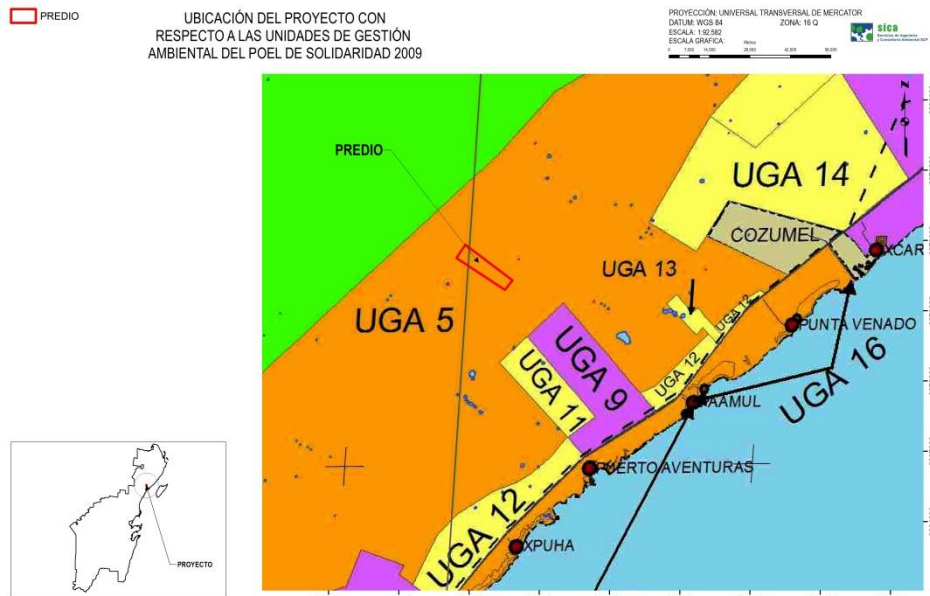 PREDIO
UBICACIÓN DEL PROYECTO CON
RESPECTO A LAS UNIDADES DE GESTIÓN
AMBIENTAL DEL POEL DE SOLIDARIDAD 2009
PROYECCIÓN: UNIVERSAL TRANSVERSAL DE MERCATOR
DATUM: WGS 84 ZONA: 16 Q
ESCALA: 1:92,582
ESCALA GRAFICA:
sica
PREDIO
UGA 14
COZUMEL
XCAR
UGA 13
UGA 5
UGA 12
PUNTA VENADO
UGA 9
UGA 11
UGA 12
UGA 16
PAAMUL
PUERTO AVENTURAS
UGA 12
XPUHA
PROYECTO